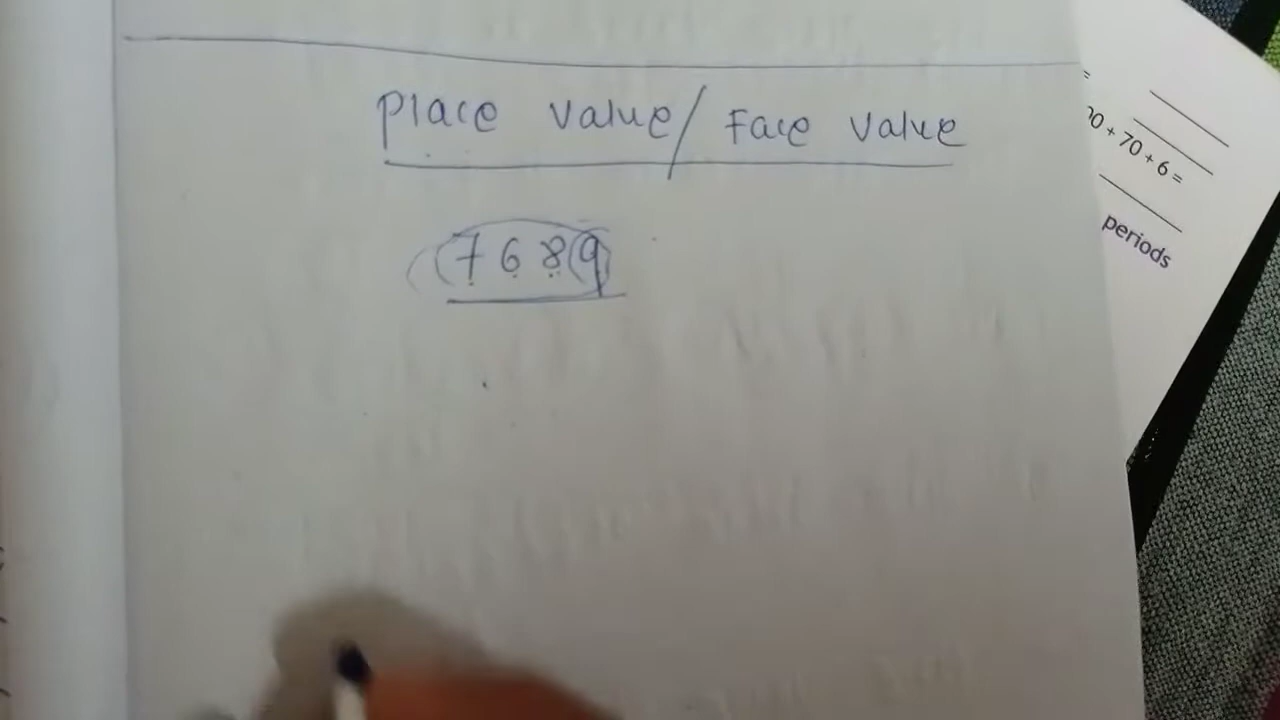 Place value/Face value
7689
=
0 + 70 + 6 =
periods